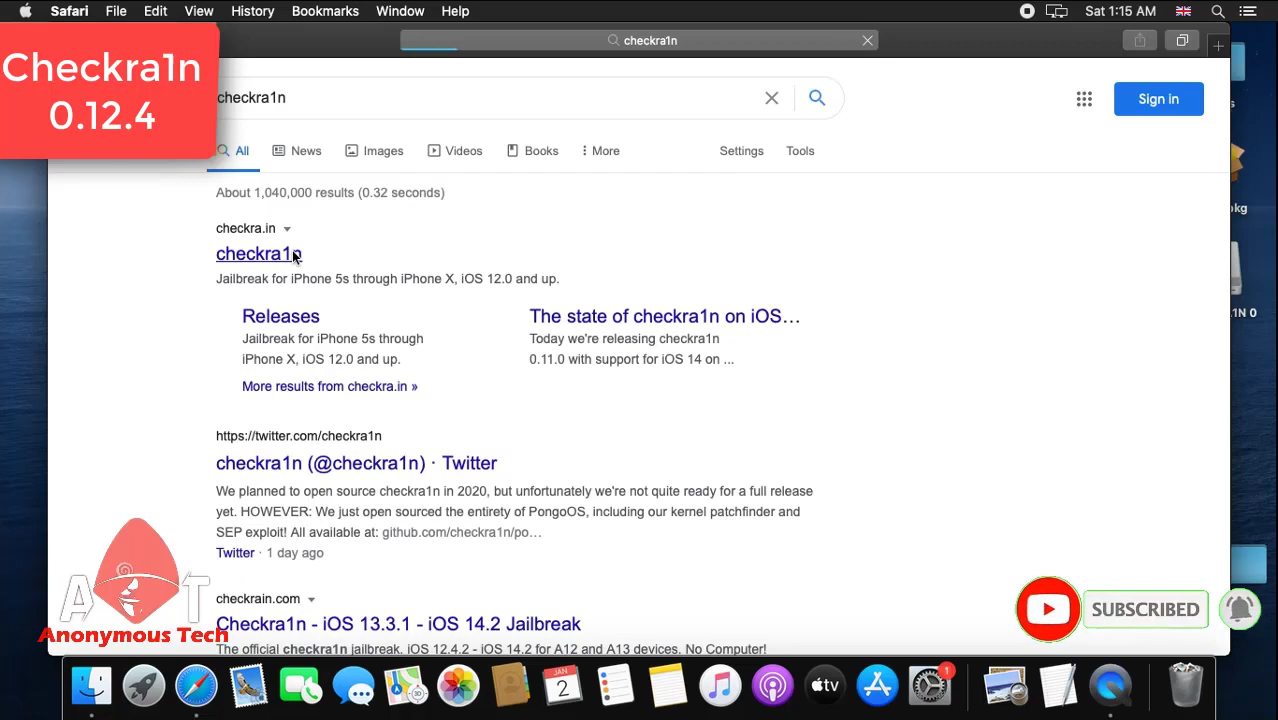 Safari File Edit View History Bookmarks Window Help Sat 1:15 AM
checkra1n
Checkra1n
0.12.4
checkra1n
Sign in
All News Images Videos Books More Settings Tools
About 1,040,000 results (0.32 seconds)
checkra.in
checkra1n
Jailbreak for iPhone 5s through iPhone X, iOS 12.0 and up.
Releases
Jailbreak for iPhone 5s through
iPhone X, iOS 12.0 and up.
The state of checkra1n on iOS…
Today we're releasing checkra1n
0.11.0 with support for iOS 14 on ...
More results from checkra.in »
https://twitter.com/checkra1n
checkra1n (@checkra1n) · Twitter
We planned to open source checkra1n in 2020, but unfortunately we're not quite ready for a full release
yet. HOWEVER: We just open sourced the entirety of PongoOS, including our kernel patchfinder and
SEP exploit! All available at: github.com/checkra1n/po…
Twitter · 1 day ago
checkrain.com
Checkra1n - iOS 13.3.1 - iOS 14.2 Jailbreak
The official checkra1n jailbreak. iOS 12.4.2 - iOS 14.2 for A12 and A13 devices. No Computer!
A T
Anonymous Tech
SUBSCRIBED
s
pkg
1N 0
JAN
2
tv
1